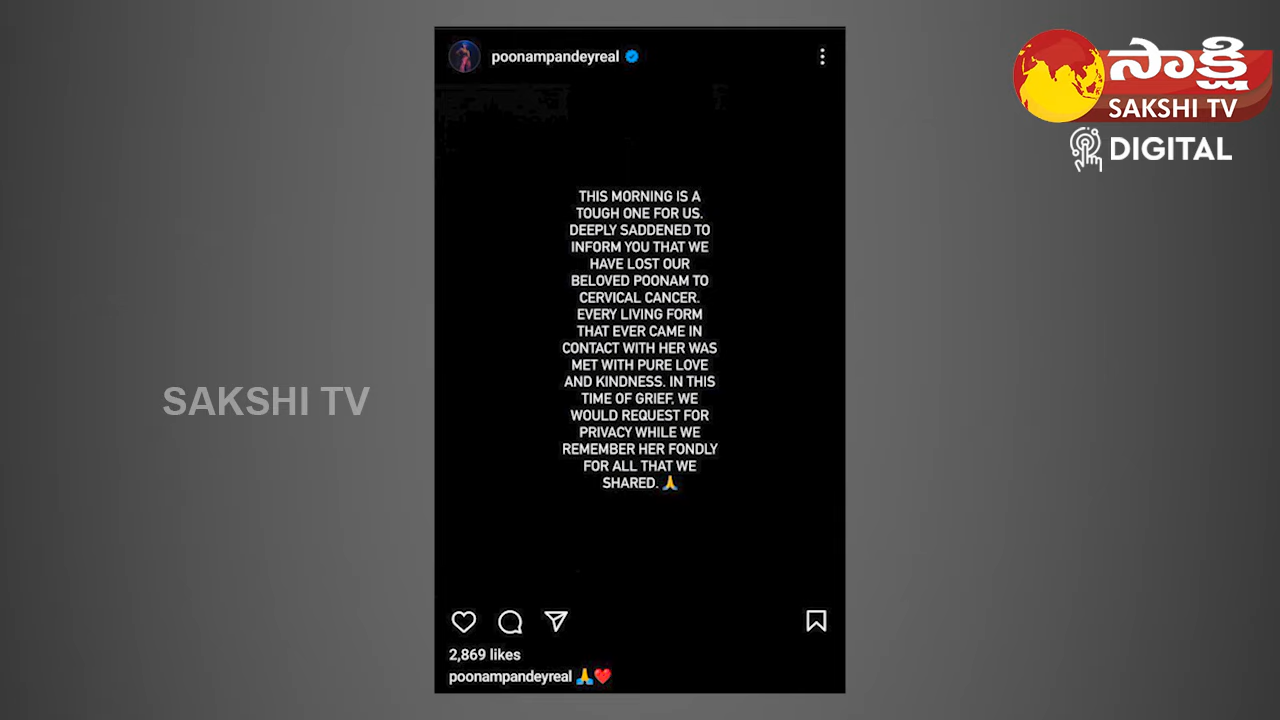 poonampandeyreal
సాక్షి
SAKSHI TV
DIGITAL
THIS MORNING IS A
TOUGH ONE FOR US.
DEEPLY SADDENED TO
INFORM YOU THAT WE
HAVE LOST OUR
BELOVED POONAM TO
CERVICAL CANCER.
EVERY LIVING FORM
THAT EVER CAME IN
CONTACT WITH HER WAS
MET WITH PURE LOVE
AND KINDNESS. IN THIS
TIME OF GRIEF, WE
WOULD REQUEST FOR
PRIVACY WHILE WE
REMEMBER HER FONDLY
FOR ALL THAT WE
SHARED. 🙏
SAKSHI TV
2,869 likes
poonampandeyreal 🙏❤️